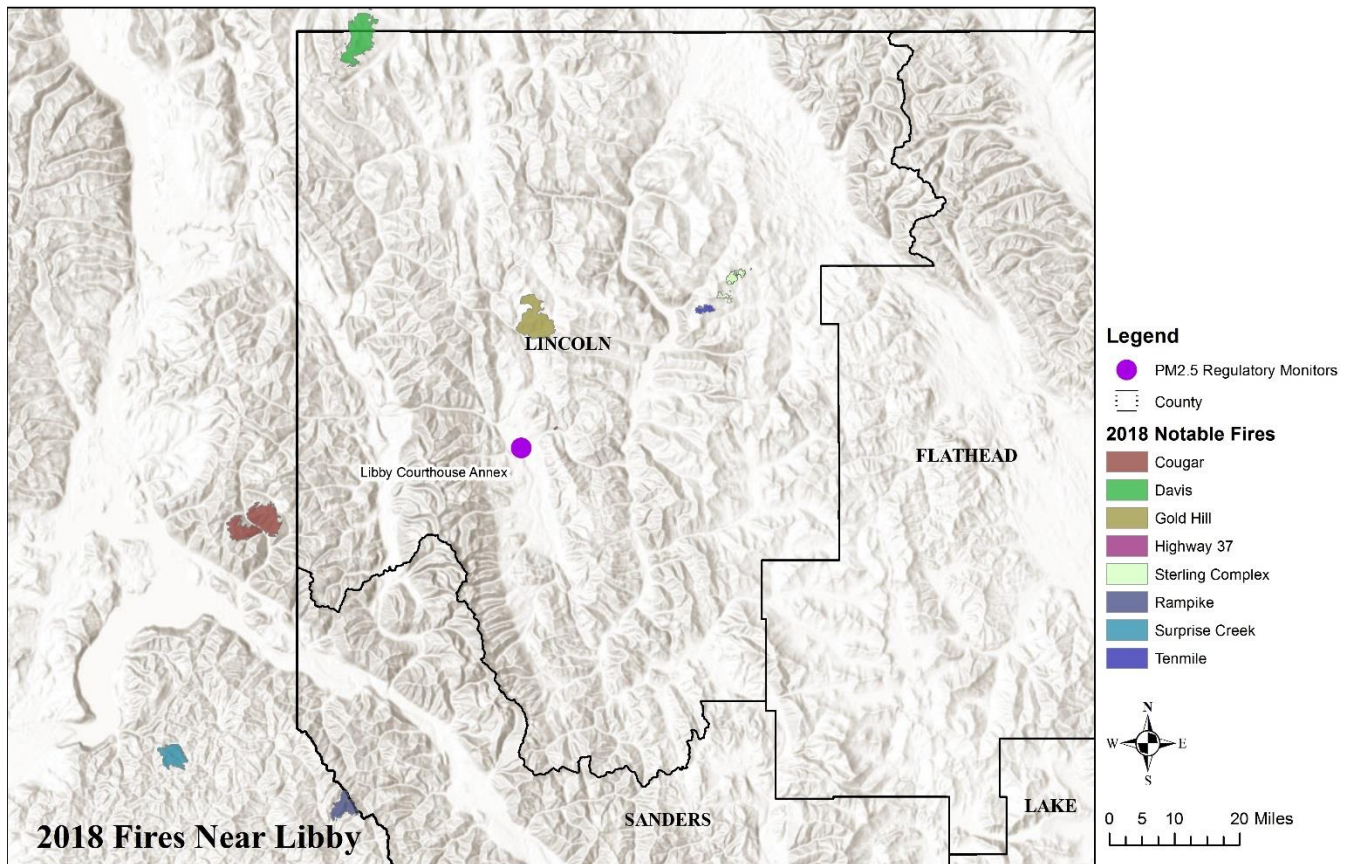 LINCOLN
Libby Courthouse Annex
FLATHEAD
SANDERS
LAKE
2018 Fires Near Libby
Legend
PM2.5 Regulatory Monitors
County
2018 Notable Fires
Cougar
Davis
Gold Hill
Highway 37
Sterling Complex
Rampike
Surprise Creek
Tenmile
N
W E
S
0 5 10 20 Miles